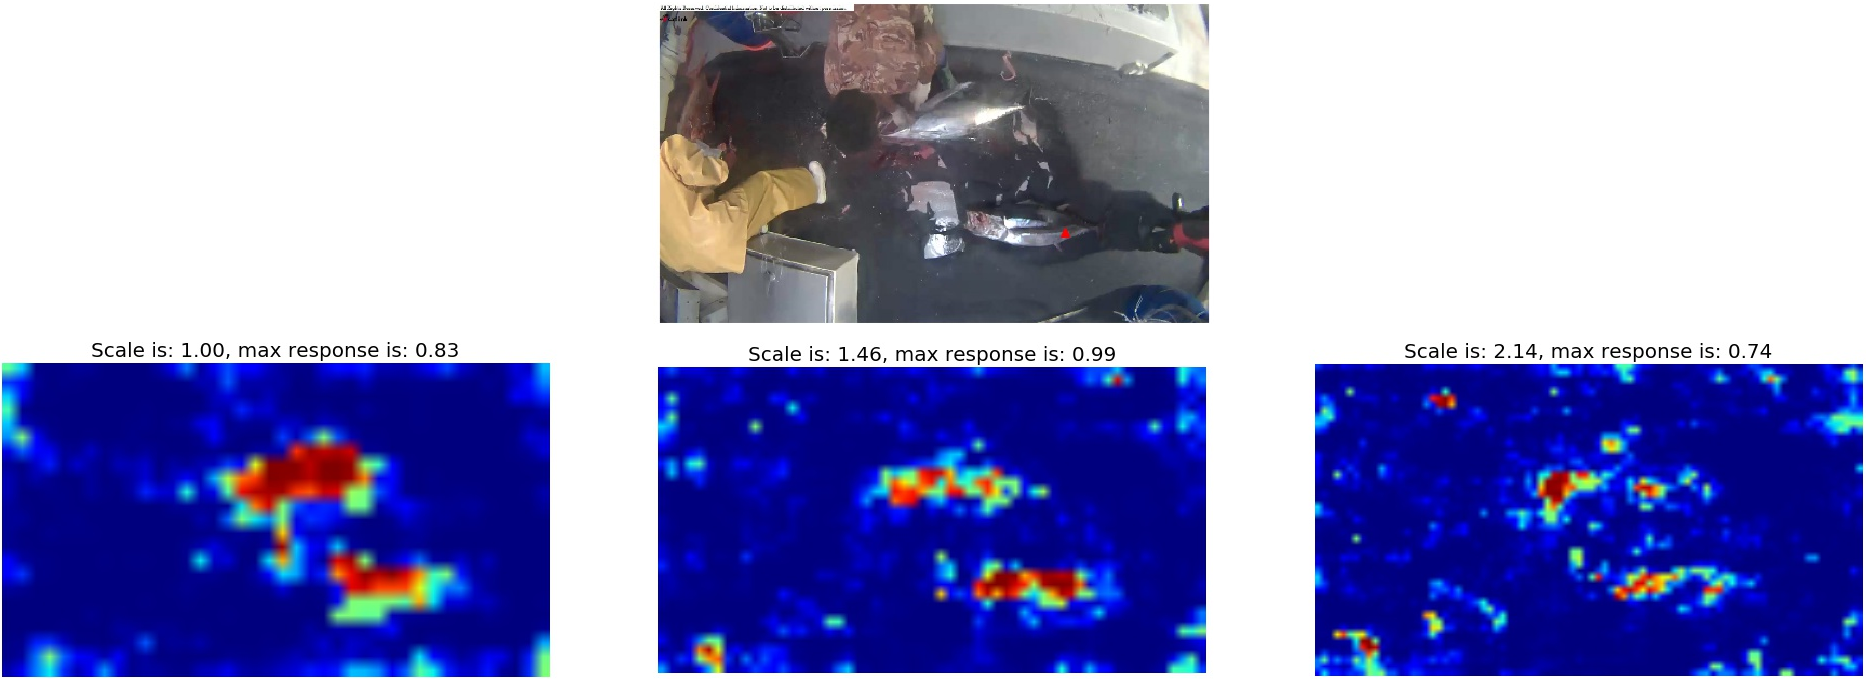 Scale is: 1.00, max response is: 0.83
Scale is: 1.46, max response is: 0.99
Scale is: 2.14, max response is: 0.74